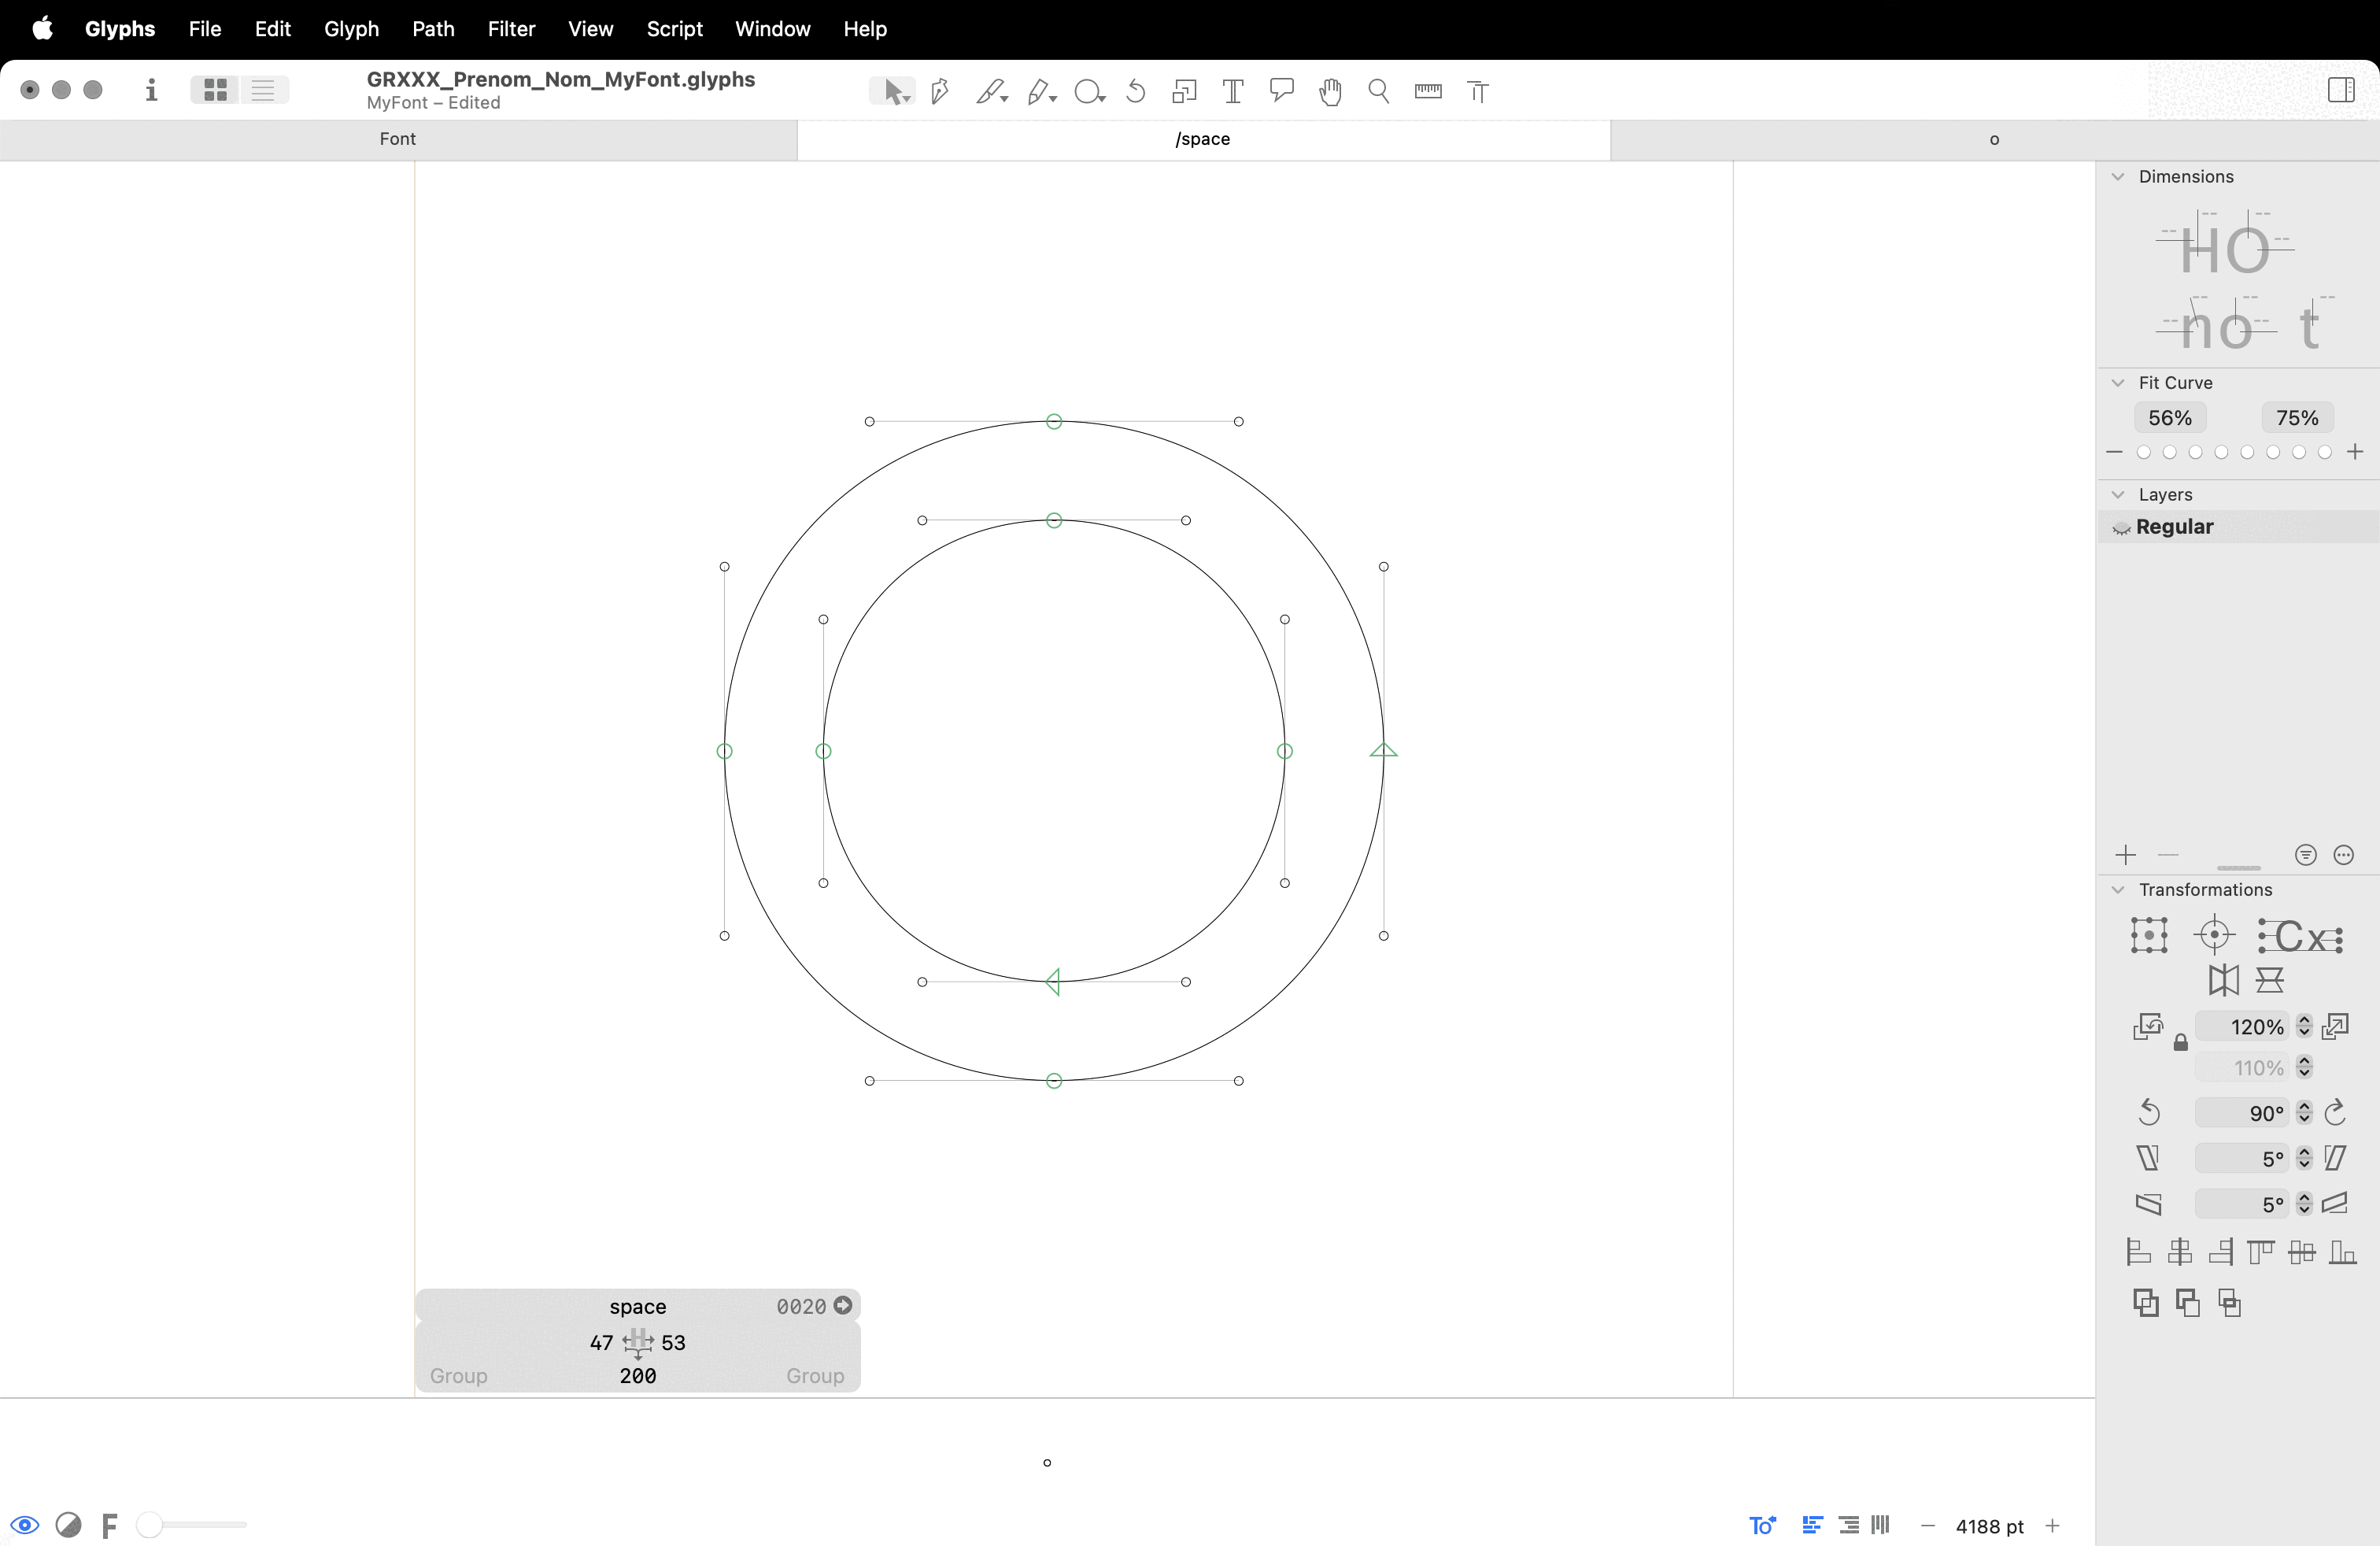 Glyphs File Edit Glyph Path Filter View Script Window Help
GRXXX_Prenom_Nom_MyFont.glyphs
MyFont – Edited
Font /space o
Dimensions
HO
no t
Fit Curve
56% 75%
Layers
Regular
Transformations
Cx
120%
110%
90°
5°
5°
space 0020
47 H 53
Group 200 Group
F
To
4188 pt